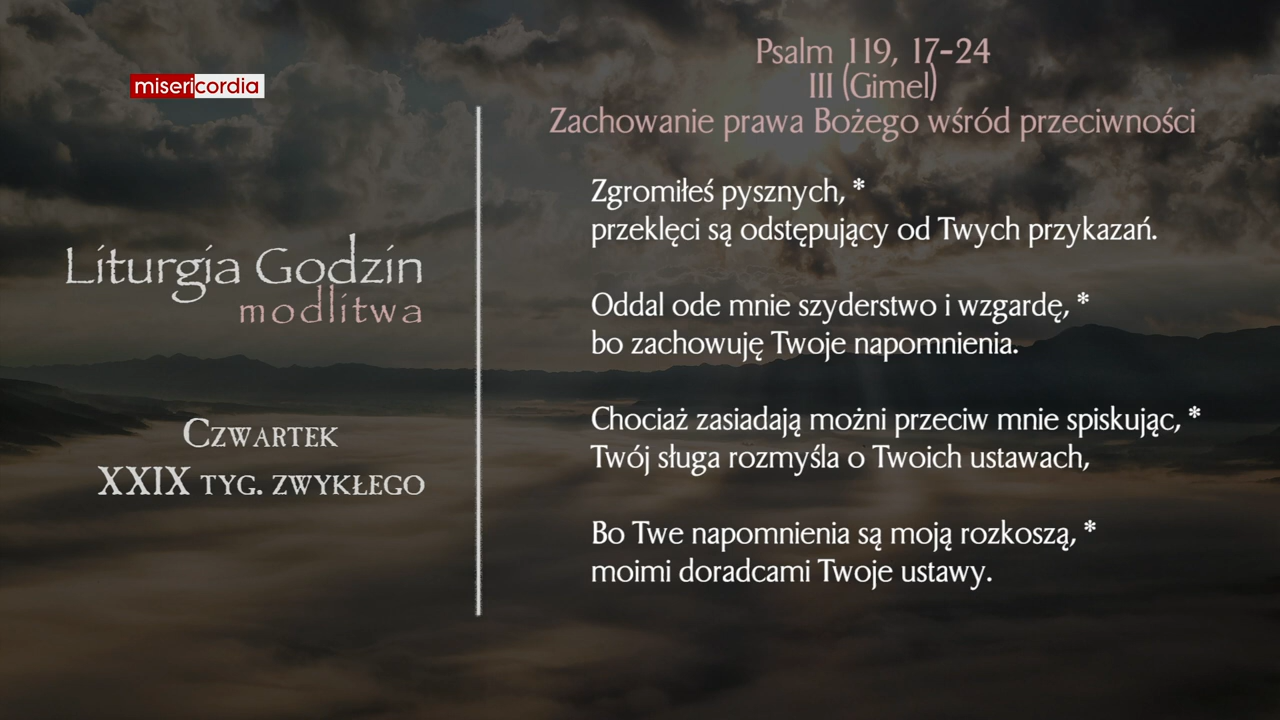 misericordia
Liturgia Godzin
modlitwa
Czwartek
XXIX tyg. zwykłego
Psalm 119, 17-24
III (Gimel)
Zachowanie prawa Bożego wśród przeciwności
Zgromiłeś pysznych, *
przeklęci są odstępujący od Twych przykazań.
Oddal ode mnie szyderstwo i wzgardę, *
bo zachowuję Twoje napomnienia.
Chociaż zasiadają możni przeciw mnie spiskując, *
Twój sługa rozmyśla o Twoich ustawach,
Bo Twe napomnienia są moją rozkoszą, *
moimi doradcami Twoje ustawy.